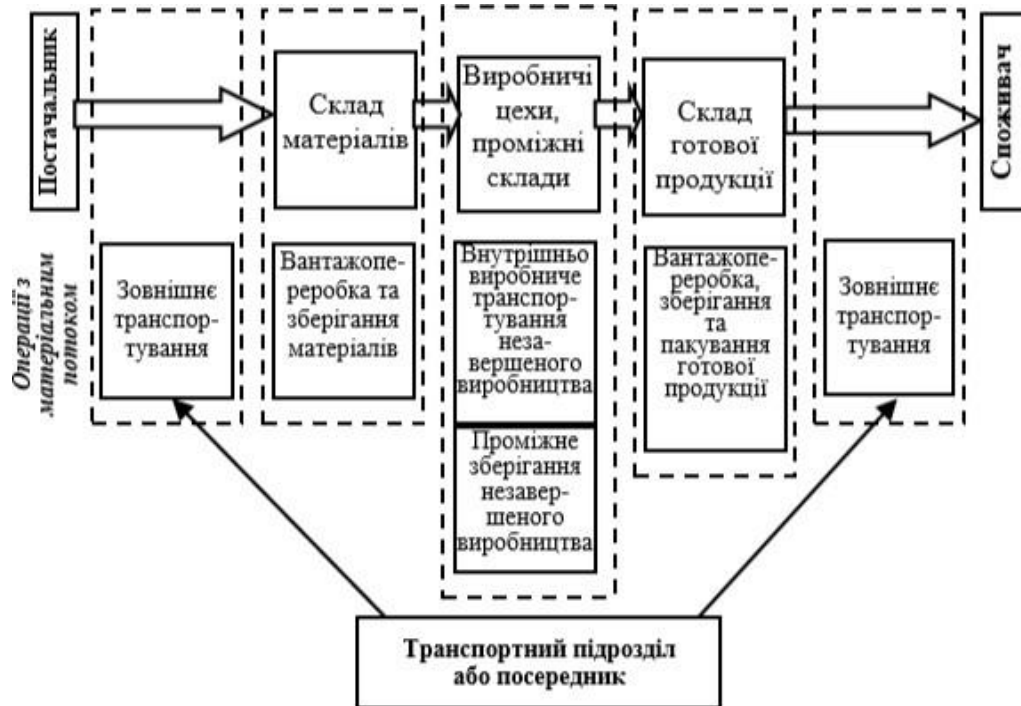 Постачальник
Склад
матеріалів
Виробничі
цехи,
проміжні
склади
Склад
готової
продукції
Споживач
Операції з
матеріальним
потоком
Зовнішнє
транспор-
тування
Вантажопе-
реробка та
зберігання
матеріалів
Внутрішньо
виробниче
транспор-
тування
неза-
вершеного
виробництва
Проміжне
зберігання
незавер-
шеного
виробництва
Вантажопе-
реробка,
зберігання
та
пакування
готової
продукції
Зовнішнє
транспор-
тування
Транспортний підрозділ
або посередник